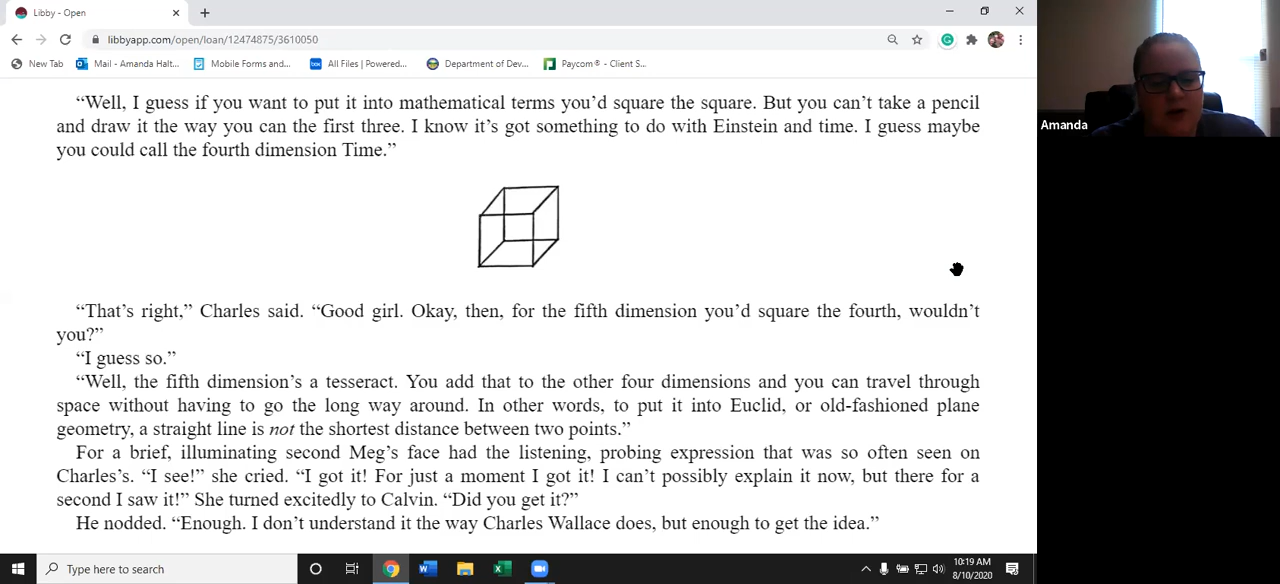 Libby - Open
libbyapp.com/open/loan/12474875/3610050
New Tab Mail - Amanda Halt... Mobile Forms and... All Files | Powered... Department of Dev... Paycom® - Client S...
“Well, I guess if you want to put it into mathematical terms you’d square the square. But you can’t take a pencil
and draw it the way you can the first three. I know it’s got something to do with Einstein and time. I guess maybe
you could call the fourth dimension Time.”
“That’s right,” Charles said. “Good girl. Okay, then, for the fifth dimension you’d square the fourth, wouldn’t
you?”
“I guess so.”
“Well, the fifth dimension’s a tesseract. You add that to the other four dimensions and you can travel through
space without having to go the long way around. In other words, to put it into Euclid, or old-fashioned plane
geometry, a straight line is not the shortest distance between two points.”
For a brief, illuminating second Meg’s face had the listening, probing expression that was so often seen on
Charles’s. “I see!” she cried. “I got it! For just a moment I got it! I can’t possibly explain it now, but there for a
second I saw it!” She turned excitedly to Calvin. “Did you get it?”
He nodded. “Enough. I don’t understand it the way Charles Wallace does, but enough to get the idea.”
Amanda
Type here to search
10:19 AM
8/10/2020